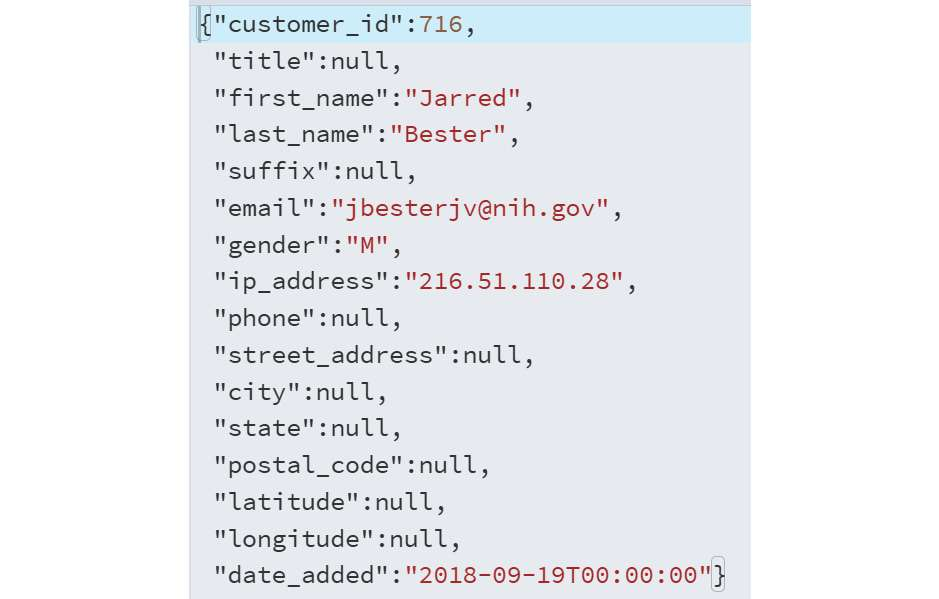 {"customer_id":716,
"title":null,
"first_name":"Jarred",
"last_name":"Bester",
"suffix":null,
"email":"jbesterjv@nih.gov",
"gender":"M",
"ip_address":"216.51.110.28",
"phone":null,
"street_address":null,
"city":null,
"state":null,
"postal_code":null,
"latitude":null,
"longitude":null,
"date_added":"2018-09-19T00:00:00"}